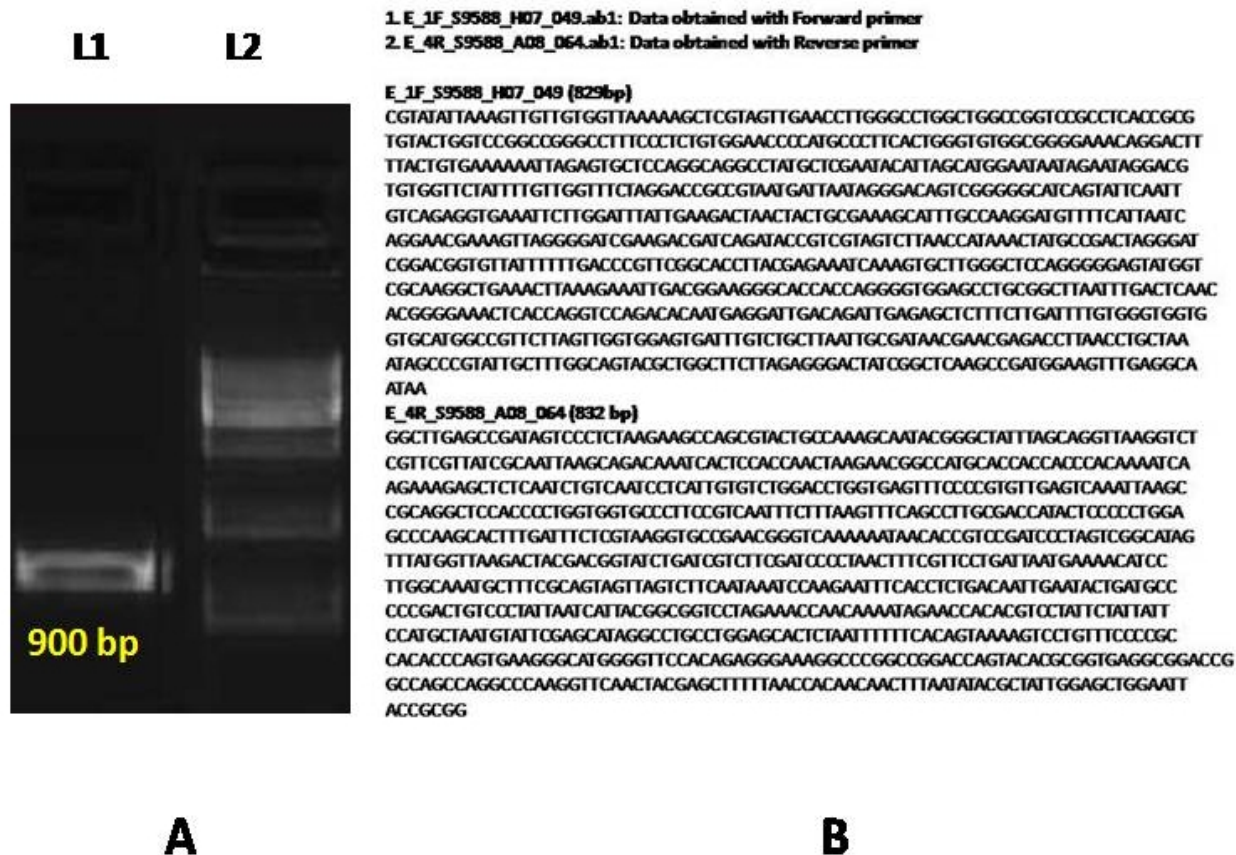 L1 L2
900 bp
A
1. E_1F_S9588_H07_049.ab1: Data obtained with Forward primer
2. E_4R_S9588_A08_064.ab1: Data obtained with Reverse primer
E_1F_S9588_H07_049 (829bp)
CGTATATTAAAGTTGTTGTGGTTAAAAAGCTCGTAGTTGAACCTTGGGCCTGGCTGGCCGGTCCGCCTCACCGCG
TGTACTGGTCCGGCCGGGCCTTTCCCTCTGTGGAACCCCATGCCCTTCACTGGGTGTGGCGGGGAAACAGGACTT
TTACTGTGAAAAAATTAGAGTGCTCCAGGCAGGCCTATGCTCGAATACATTAGCATGGAATAATAGAATAGGACG
TGTGGTTCTATTTTGTTGGTTTCTAGGACCGCCGTAATGATTAATAGGGACAGTCGGGGGCATCAGTATTCAATT
GTCAGAGGTGAAATTCTTGGATTTATTGAAGACTAACTACTGCGAAAGCATTTGCCAAGGATGTTTTCATTAATC
AGGAACGAAAGTTAGGGGATCGAAGACGATCAGATACCGTCGTAGTCTTAACCATAAACTATGCCGACTAGGGAT
CGGACGGTGTTATTTTTTGACCCGTTCGGCACCTTACGAGAAATCAAAGTGCTTGGGCTCCAGGGGGAGTATGGT
CGCAAGGCTGAAACTTAAAGAAATTGACGGAAGGGCACCACCAGGGGTGGAGCCTGCGGCTTAATTTGACTCAAC
ACGGGGAAACTCACCAGGTCCAGACACAATGAGGATTGACAGATTGAGAGCTCTTTCTTGATTTTGTGGGTGGTG
GTGCATGGCCGTTCTTAGTTGGTGGAGTGATTTGTCTGCTTAATTGCGATAACGAACGAGACCTTAACCTGCTAA
ATAGCCCGTATTGCTTTGGCAGTACGCTGGCTTCTTAGAGGGACTATCGGCTCAAGCCGATGGAAGTTTGAGGCA
ATAA
E_4R_S9588_A08_064 (832 bp)
GGCTTGAGCCGATAGTCCCTCTAAGAAGCCAGCGTACTGCCAAAGCAATACGGGCTATTTAGCAGGTTAAGGTCT
CGTTCGTTATCGCAATTAAGCAGACAAATCACTCCACCAACTAAGAACGGCCATGCACCACCACCCACAAAATCA
AGAAAGAGCTCTCAATCTGTCAATCCTCATTGTGTCTGGACCTGGTGAGTTTCCCCGTGTTGAGTCAAATTAAGC
CGCAGGCTCCACCCCTGGTGGTGCCCTTCCGTCAATTTCTTTAAGTTTCAGCCTTGCGACCATACTCCCCCTGGA
GCCCAAGCACTTTGATTTCTCGTAAGGTGCCGAACGGGTCAAAAAATAACACCGTCCGATCCCTAGTCGGCATAG
TTTATGGTTAAGACTACGACGGTATCTGATCGTCTTCGATCCCCTAACTTTCGTTCCTGATTAATGAAAACATCC
TTGGCAAATGCTTTCGCAGTAGTTAGTCTTCAATAAATCCAAGAATTTCACCTCTGACAATTGAATACTGATGCC
CCCGACTGTCCCTATTAATCATTACGGCGGTCCTAGAAACCAACAAAATAGAACCACACGTCCTATTCTATTATT
CCATGCTAATGTATTCGAGCATAGGCCTGCCTGGAGCACTCTAATTTTTTCACAGTAAAAGTCCTGTTTCCCCGC
CACACCCAGTGAAGGGCATGGGGTTCCACAGAGGGAAAGGCCCGGCCGGACCAGTACACGCGGTGAGGCGGACCG
GCCAGCCAGGCCCAAGGTTCAACTACGAGCTTTTTAACCACAACAACTTTAATATACGCTATTGGAGCTGGAATT
ACCGCGG
B